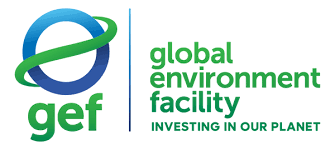 gef
global
environment
facility
INVESTING IN OUR PLANET